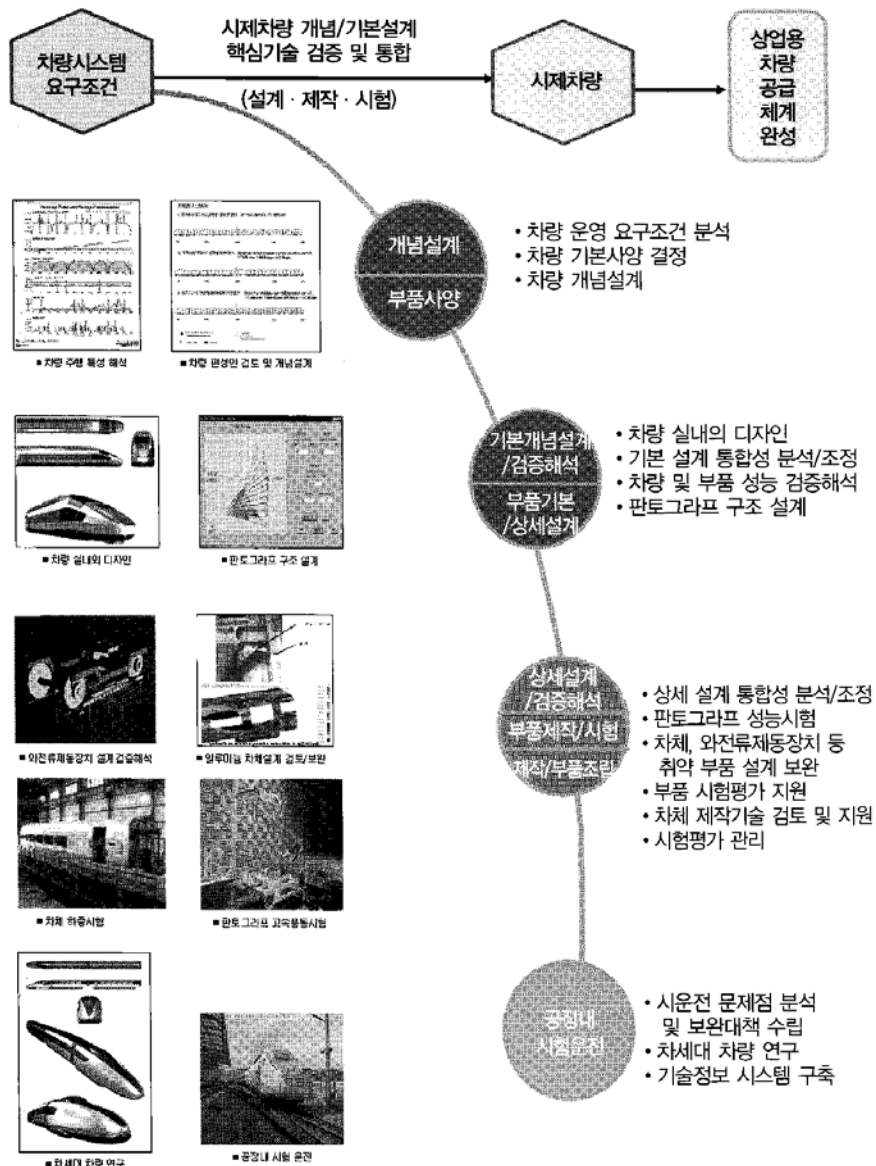 차량시스템
요구조건
시제차량 개념/기본설계
핵심기술 검증 및 통합
(설계 · 제작 · 시험)
시제차량
상업용
차량
공급
체계
완성
개념설계
부품사양
• 차량 운영 요구조건 분석
• 차량 기본사양 결정
• 차량 개념설계
■ 차량 주행 특성 해석
■ 차량 편성안 검토 및 개념설계
기본개념설계
/검증해석
부품기본
/상세설계
• 차량 실내외 디자인
• 기본 설계 통합성 분석/조정
• 차량 및 부품 성능 검증해석
• 판토그라프 구조 설계
■ 차량 실내외 디자인
■ 판토그라프 구조 설계
상세설계
/검증해석
부품제작/시험
제작/부품조립
• 상세 설계 통합성 분석/조정
• 판토그라프 성능시험
• 차체, 와전류제동장치 등
취약 부품 설계 보완
• 부품 시험평가 지원
• 차체 제작기술 검토 및 지원
• 시험평가 관리
■ 와전류제동장치 설계 검증해석
■ 알루미늄 차체설계 검토/보완
■ 차체 하중시험
■ 판토그라프 고속풍동시험
공장내
시험운전
• 시운전 문제점 분석
및 보완대책 수립
• 차세대 차량 연구
• 기술정보 시스템 구축
■ 차세대 차량 연구
■ 공장내 시험 운전